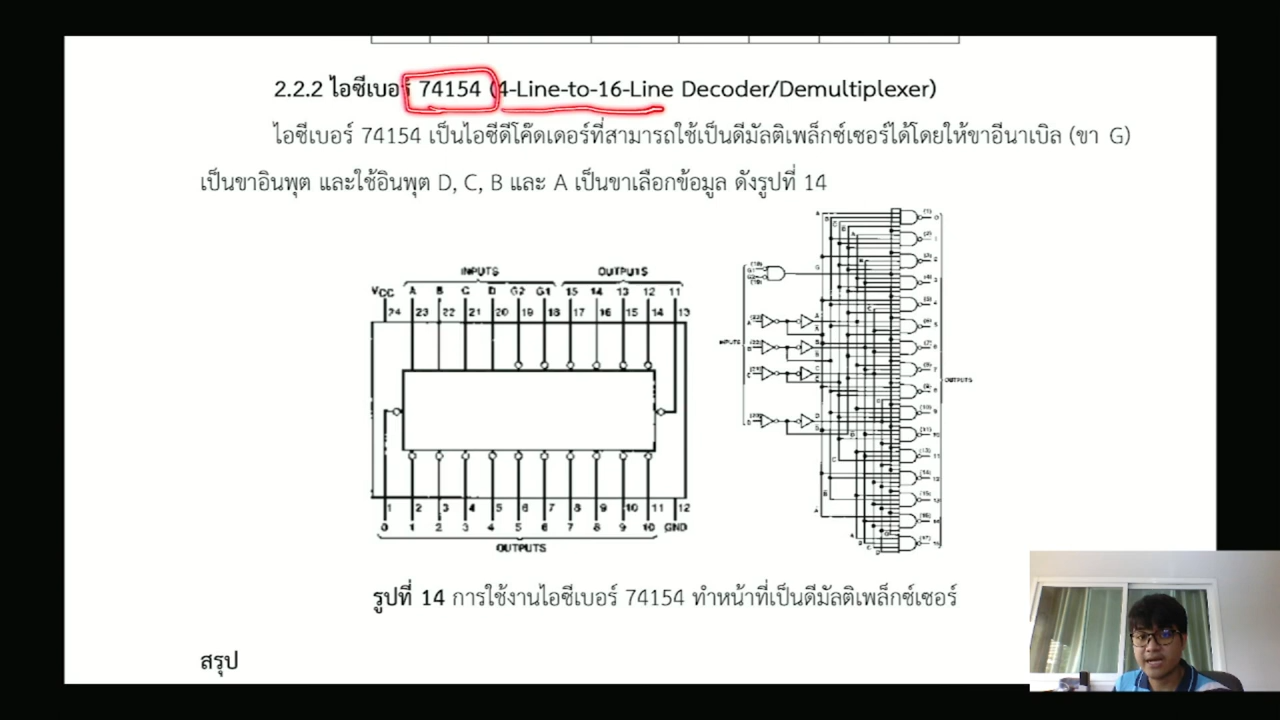 2.2.2 ไอซีเบอร์ 74154 (4-Line-to-16-Line Decoder/Demultiplexer)
ไอซีเบอร์ 74154 เป็นไอซีดีโค๊ดเดอร์ที่สามารถใช้เป็นดีมัลติเพล็กซ์เซอร์ได้โดยให้ขาอีนาเบิล (ขา G)
เป็นขาอินพุต และใช้อินพุต D, C, B และ A เป็นขาเลือกข้อมูล ดังรูปที่ 14
INPUTS OUTPUTS
VCC A B C D G2 G1 15 14 13 12 11
24 23 22 21 20 19 18 17 16 15 14 13
1 2 3 4 5 6 7 8 9 10 11 12
0 1 2 3 4 5 6 7 8 9 10 GND
OUTPUTS
INPUTS
OUTPUTS
รูปที่ 14 การใช้งานไอซีเบอร์ 74154 ทำหน้าที่เป็นดีมัลติเพล็กซ์เซอร์
สรุป